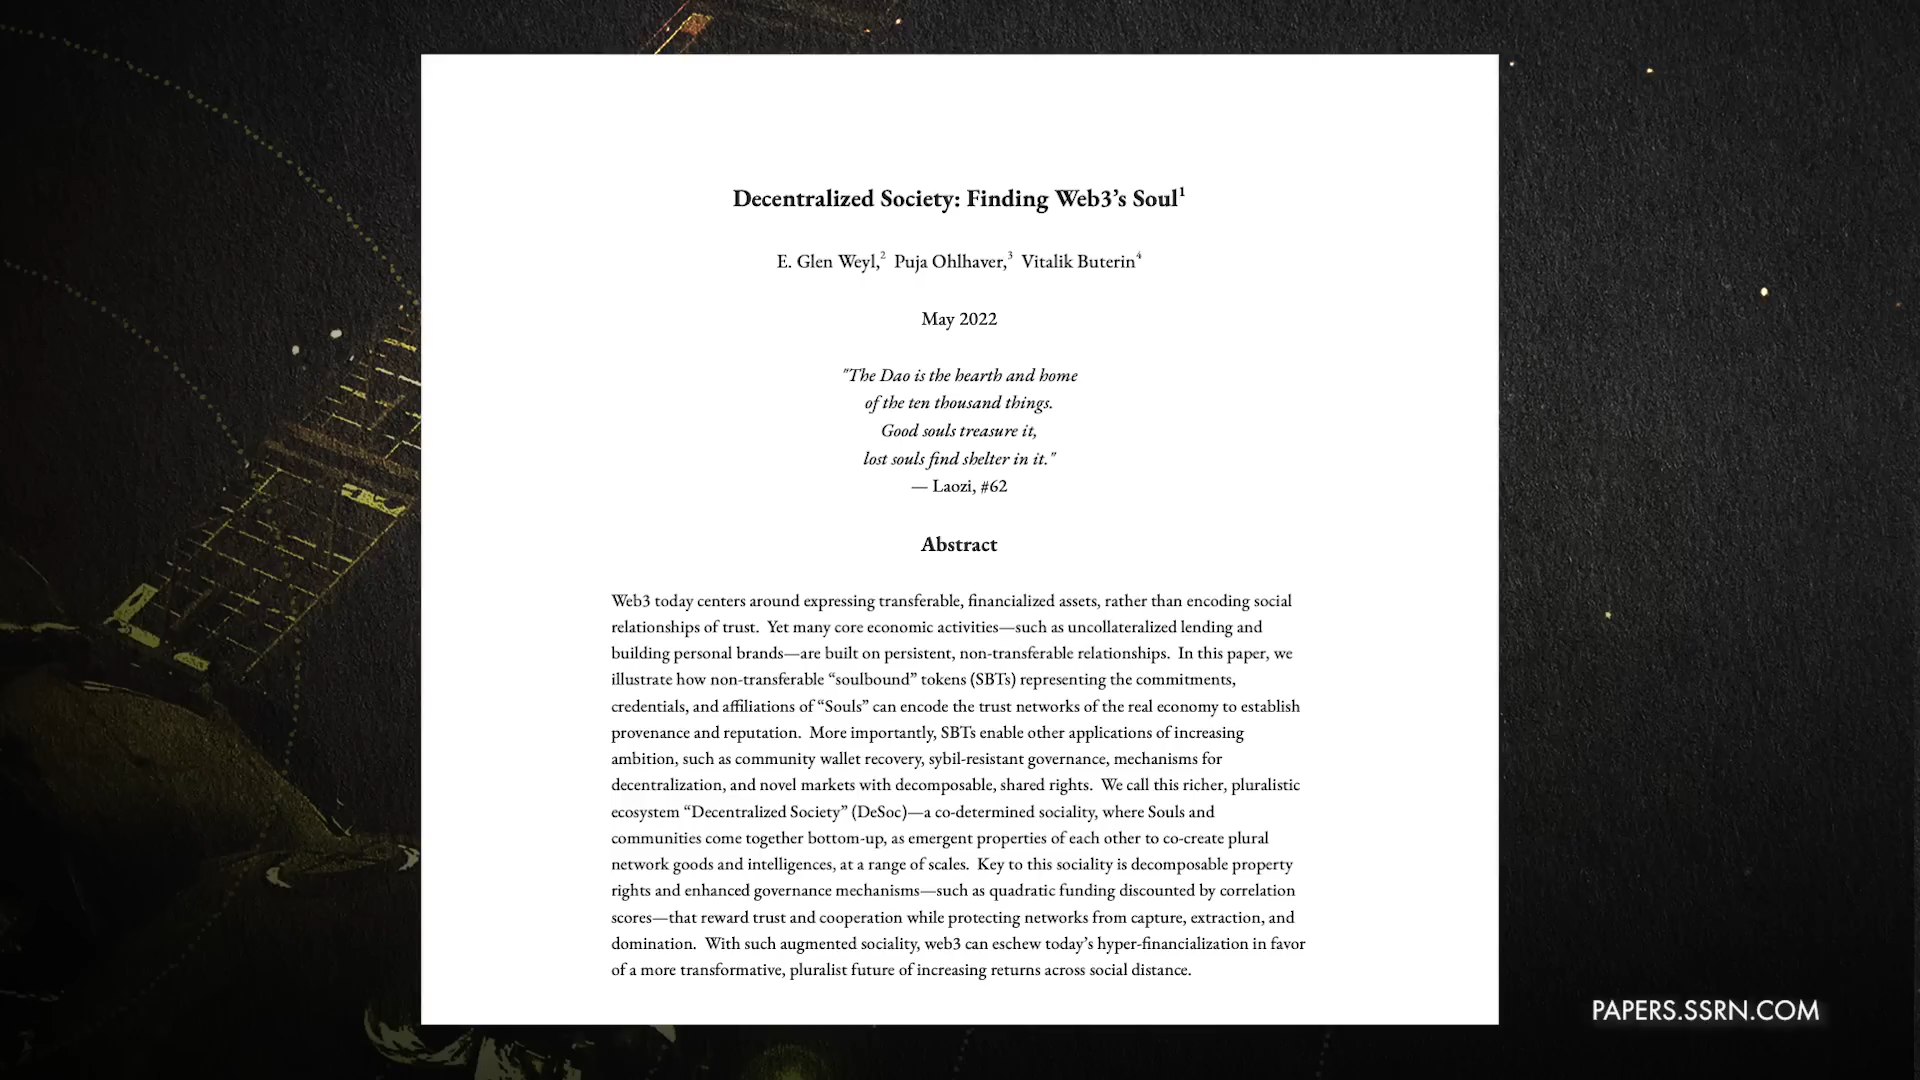 Decentralized Society: Finding Web3’s Soul¹
E. Glen Weyl,² Puja Ohlhaver,³ Vitalik Buterin⁴
May 2022
"The Dao is the hearth and home
of the ten thousand things.
Good souls treasure it,
lost souls find shelter in it."
— Laozi, #62
Abstract
Web3 today centers around expressing transferable, financialized assets, rather than encoding social
relationships of trust. Yet many core economic activities—such as uncollateralized lending and
building personal brands—are built on persistent, non-transferable relationships. In this paper, we
illustrate how non-transferable “soulbound” tokens (SBTs) representing the commitments,
credentials, and affiliations of “Souls” can encode the trust networks of the real economy to establish
provenance and reputation. More importantly, SBTs enable other applications of increasing
ambition, such as community wallet recovery, sybil-resistant governance, mechanisms for
decentralization, and novel markets with decomposable, shared rights. We call this richer, pluralistic
ecosystem “Decentralized Society” (DeSoc)—a co-determined sociality, where Souls and
communities come together bottom-up, as emergent properties of each other to co-create plural
network goods and intelligences, at a range of scales. Key to this sociality is decomposable property
rights and enhanced governance mechanisms—such as quadratic funding discounted by correlation
scores—that reward trust and cooperation while protecting networks from capture, extraction, and
domination. With such augmented sociality, web3 can eschew today’s hyper-financialization in favor
of a more transformative, pluralist future of increasing returns across social distance.
PAPERS.SSRN.COM